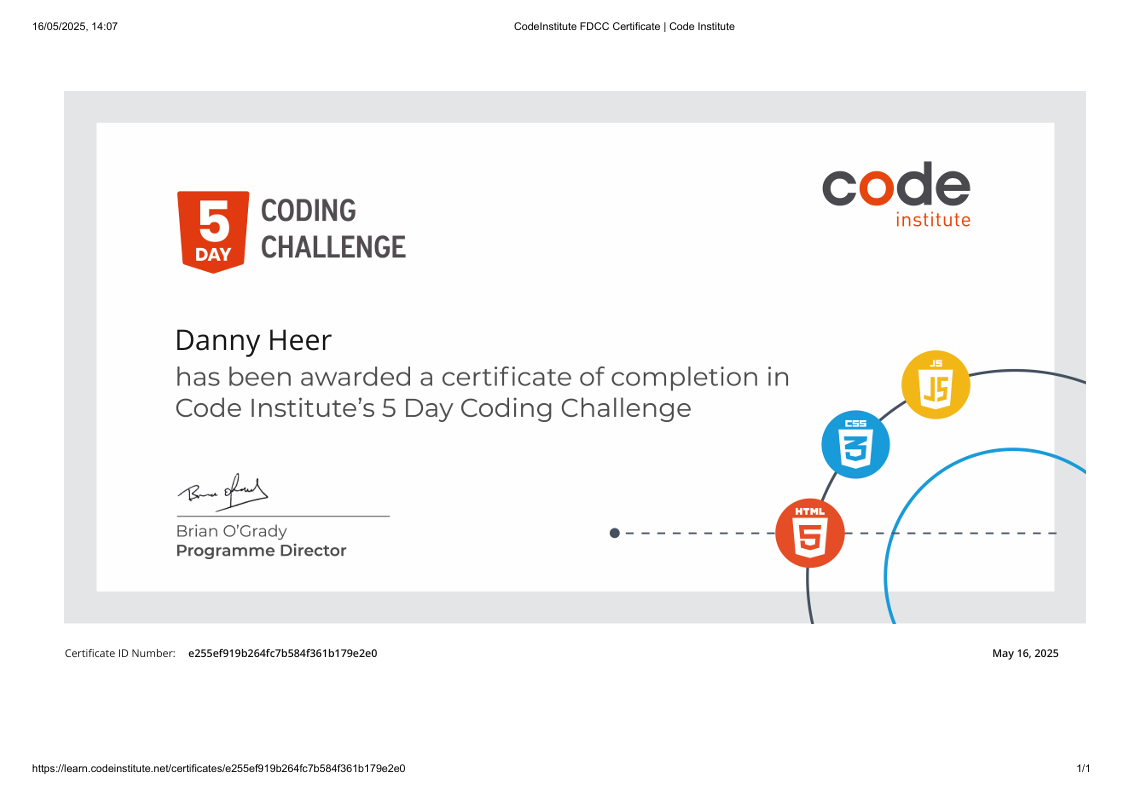 16/05/2025, 14:07
CodeInstitute FDCC Certificate | Code Institute
5
DAY
CODING
CHALLENGE
code
institute
Danny Heer
has been awarded a certificate of completion in
Code Institute’s 5 Day Coding Challenge
JS
JS
CSS
3
HTML
5
Brian O’Grady
Programme Director
Certificate ID Number: e255ef919b264fc7b584f361b179e2e0
May 16, 2025
https://learn.codeinstitute.net/certificates/e255ef919b264fc7b584f361b179e2e0
1/1